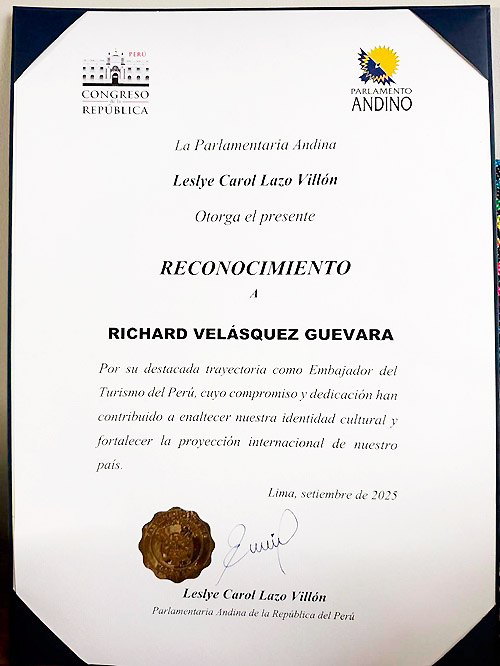 PERÚ
CONGRESO
de la
REPÚBLICA
PARLAMENTO
ANDINO
La Parlamentaria Andina
Leslye Carol Lazo Villón
Otorga el presente
RECONOCIMIENTO
A
RICHARD VELÁSQUEZ GUEVARA
Por su destacada trayectoria como Embajador del
Turismo del Perú, cuyo compromiso y dedicación han
contribuido a enaltecer nuestra identidad cultural y
fortalecer la proyección internacional de nuestro
país.
Lima, setiembre de 2025
Leslye Carol Lazo Villón
Parlamentaria Andina de la República del Perú